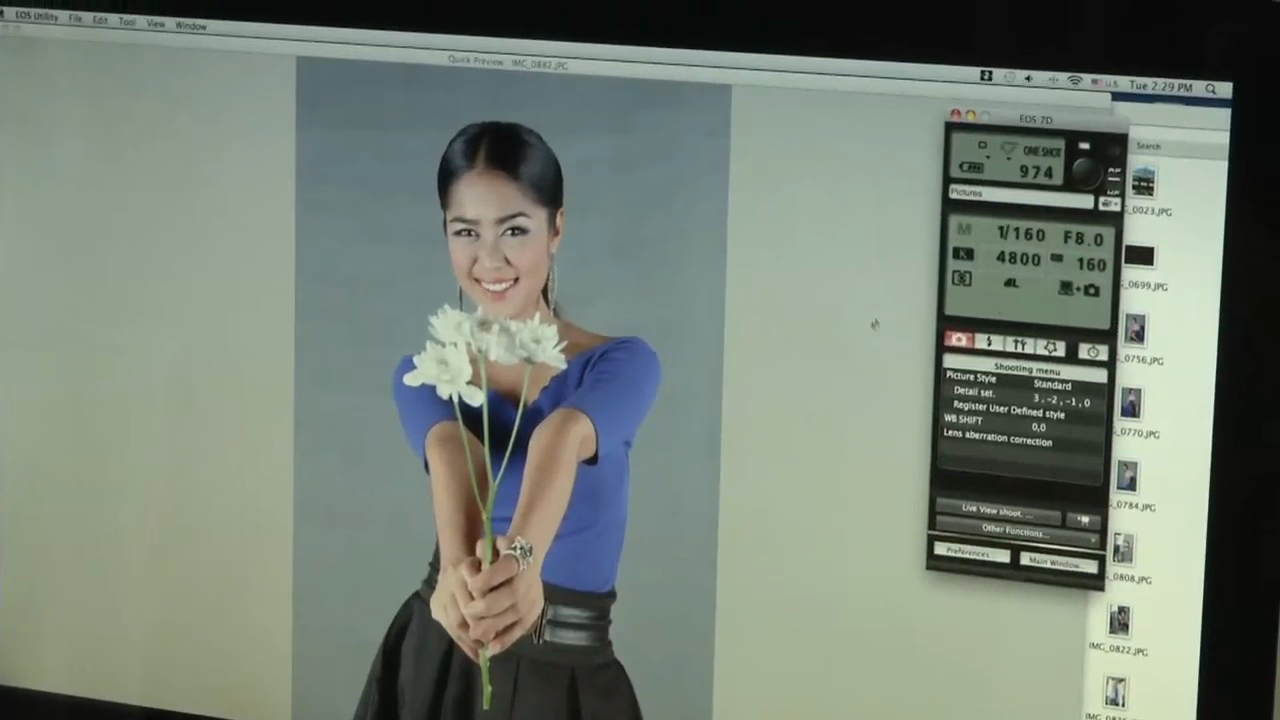 EOS Utility File Edit Tool View Window
Quick Preview IMG_0882.JPG
U.S. Tue 2:29 PM
EOS 7D
ONE SHOT
974
Pictures
M 1/160 F8.0
K 4800 160
L
Shooting menu
Picture Style Standard
Detail set. 3,-2,-1,0
Register User Defined style
WB SHIFT 0,0
Lens aberration correction
Live View shoot. ...
Other Functions...
Preferences... Main Window...
Search
_0023.JPG
_0699.JPG
_0756.JPG
_0770.JPG
_0784.JPG
_0808.JPG
IMG_0822.JPG